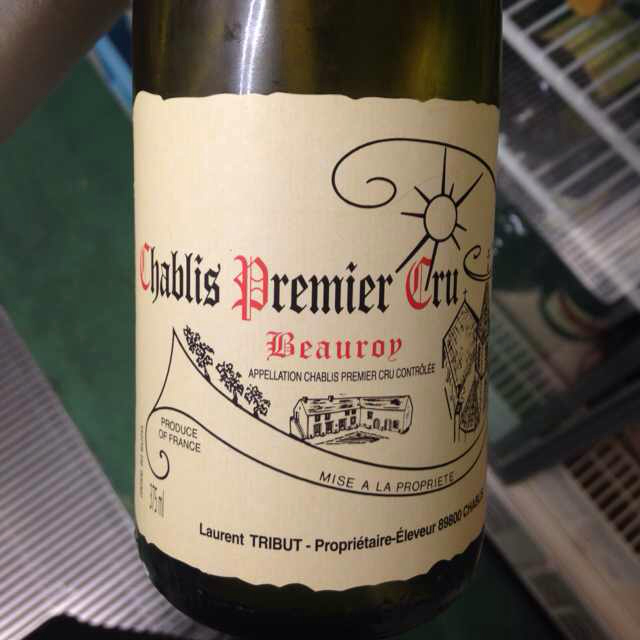 Chablis Premier Cru
Beauroy
APPELLATION CHABLIS PREMIER CRU CONTRÔLÉE
PRODUCE
OF FRANCE
MISE A LA PROPRIETE
375 ml
Laurent TRIBUT - Propriétaire-Éleveur 89800 CHABLIS